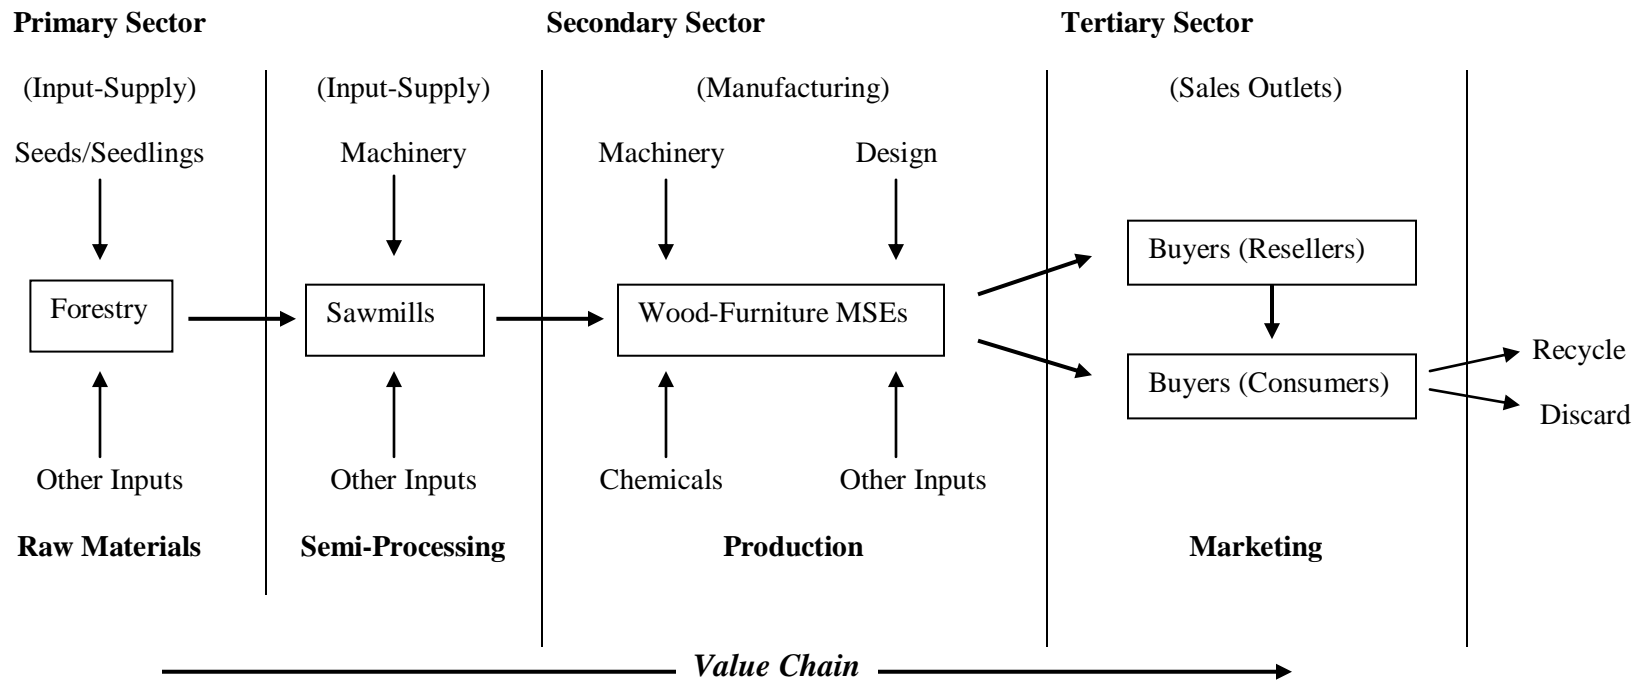 Primary Sector
Secondary Sector
Tertiary Sector
(Input-Supply)
(Input-Supply)
(Manufacturing)
(Sales Outlets)
Seeds/Seedlings
Machinery
Machinery
Design
Buyers (Resellers)
Forestry
Sawmills
Wood-Furniture MSEs
Recycle
Buyers (Consumers)
Discard
Other Inputs
Other Inputs
Chemicals
Other Inputs
Raw Materials
Semi-Processing
Production
Marketing
Value Chain